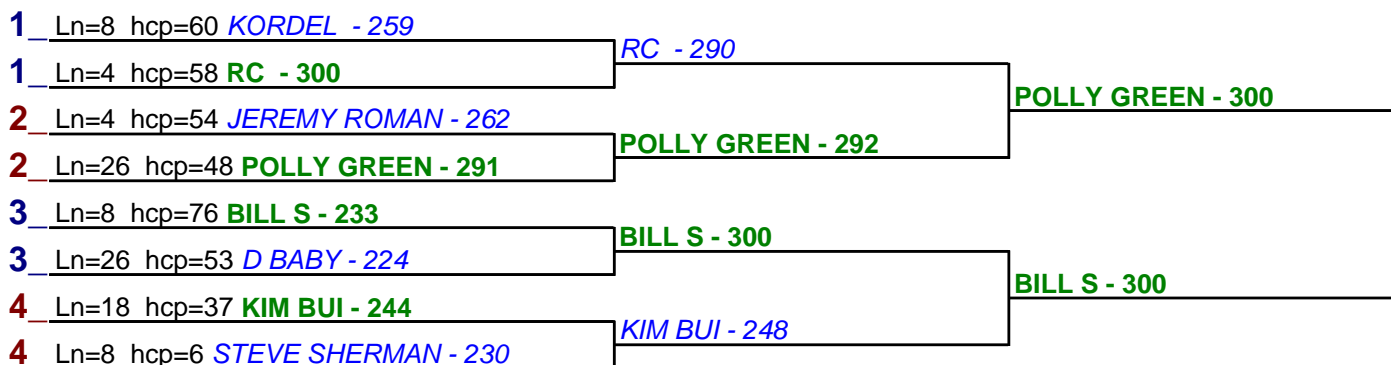 1_ Ln=8 hcp=60 KORDEL - 259
RC - 290
1_ Ln=4 hcp=58 RC - 300
POLLY GREEN - 300
2_ Ln=4 hcp=54 JEREMY ROMAN - 262
POLLY GREEN - 292
2_ Ln=26 hcp=48 POLLY GREEN - 291
3_ Ln=8 hcp=76 BILL S - 233
BILL S - 300
3_ Ln=26 hcp=53 D BABY - 224
BILL S - 300
4_ Ln=18 hcp=37 KIM BUI - 244
KIM BUI - 248
4 Ln=8 hcp=6 STEVE SHERMAN - 230